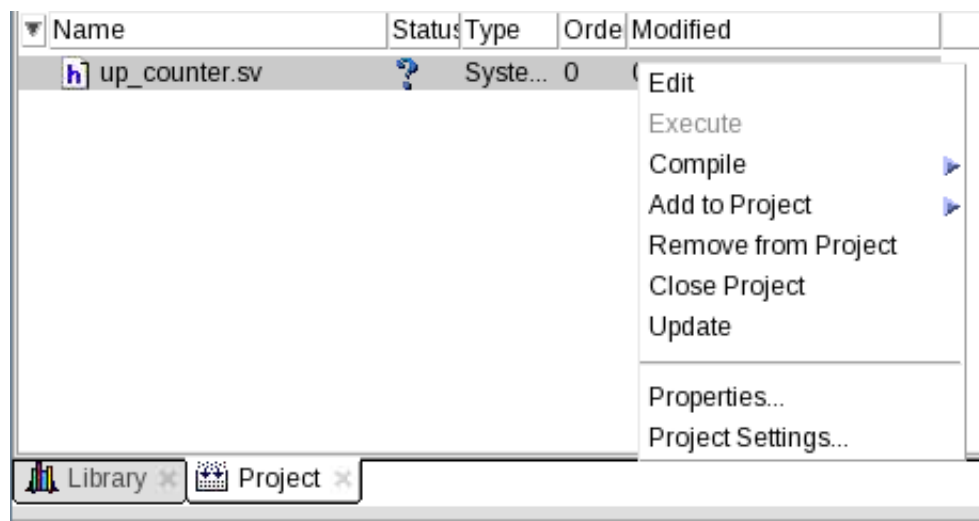 Name Status Type Orde Modified
h up_counter.sv ? Syste... 0 0
Edit
Execute
Compile
Add to Project
Remove from Project
Close Project
Update
Properties...
Project Settings...
Library Project